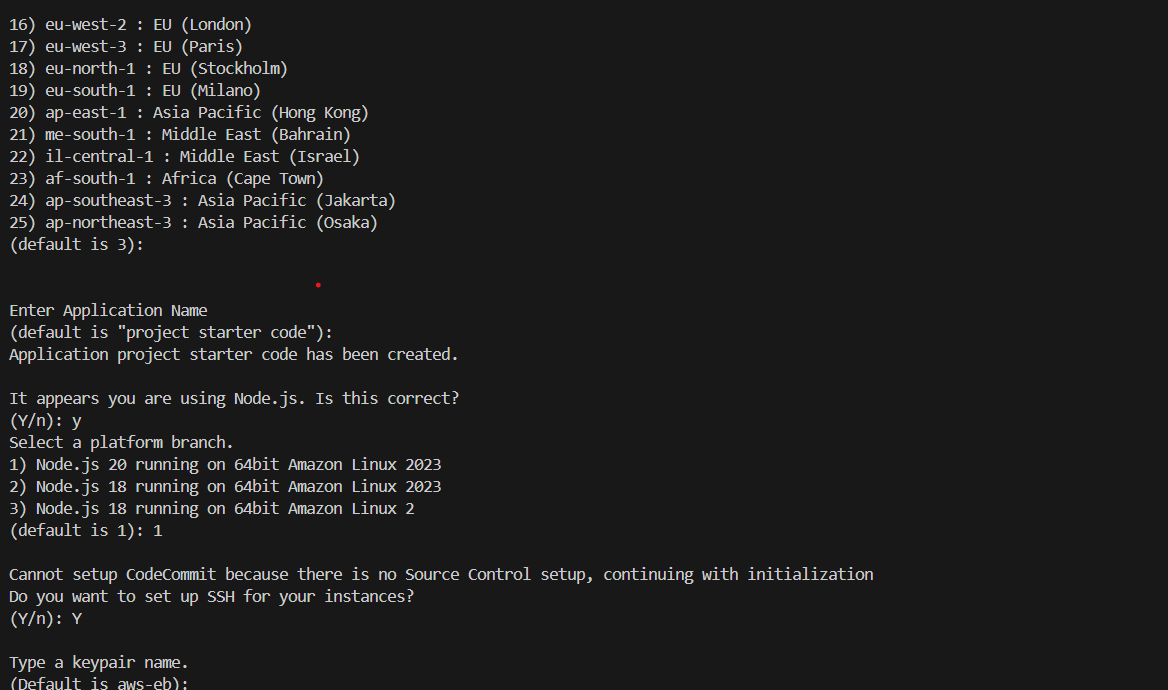 16) eu-west-2 : EU (London)
17) eu-west-3 : EU (Paris)
18) eu-north-1 : EU (Stockholm)
19) eu-south-1 : EU (Milano)
20) ap-east-1 : Asia Pacific (Hong Kong)
21) me-south-1 : Middle East (Bahrain)
22) il-central-1 : Middle East (Israel)
23) af-south-1 : Africa (Cape Town)
24) ap-southeast-3 : Asia Pacific (Jakarta)
25) ap-northeast-3 : Asia Pacific (Osaka)
(default is 3):
Enter Application Name
(default is "project starter code"):
Application project starter code has been created.
It appears you are using Node.js. Is this correct?
(Y/n): y
Select a platform branch.
1) Node.js 20 running on 64bit Amazon Linux 2023
2) Node.js 18 running on 64bit Amazon Linux 2023
3) Node.js 18 running on 64bit Amazon Linux 2
(default is 1): 1
Cannot setup CodeCommit because there is no Source Control setup, continuing with initialization
Do you want to set up SSH for your instances?
(Y/n): Y
Type a keypair name.
(Default is aws-eb):